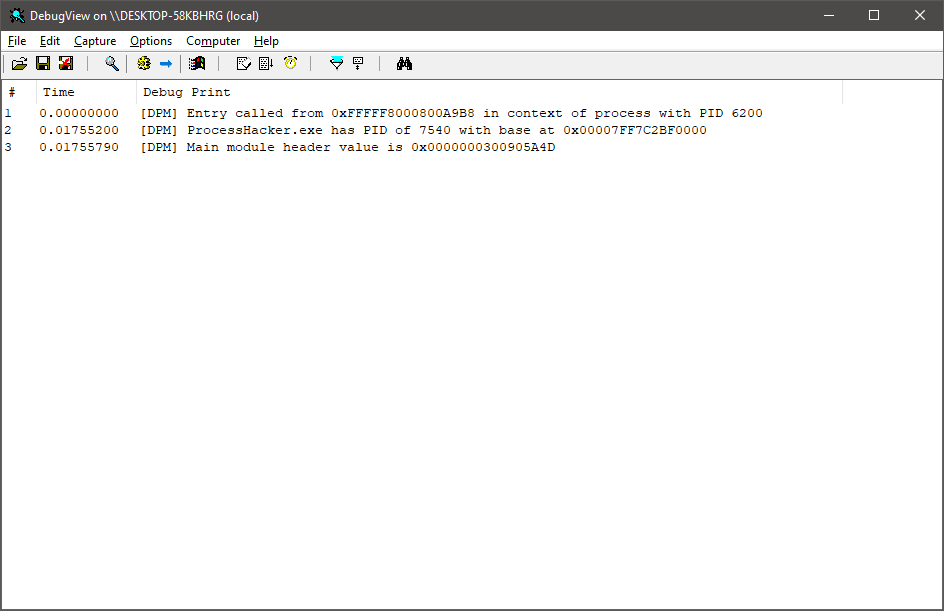 DebugView on \\DESKTOP-58KBHRG (local)
File Edit Capture Options Computer Help
# Time Debug Print
1 0.00000000 [DPM] Entry called from 0xFFFFF8000800A9B8 in context of process with PID 6200
2 0.01755200 [DPM] ProcessHacker.exe has PID of 7540 with base at 0x00007FF7C2BF0000
3 0.01755790 [DPM] Main module header value is 0x0000000300905A4D